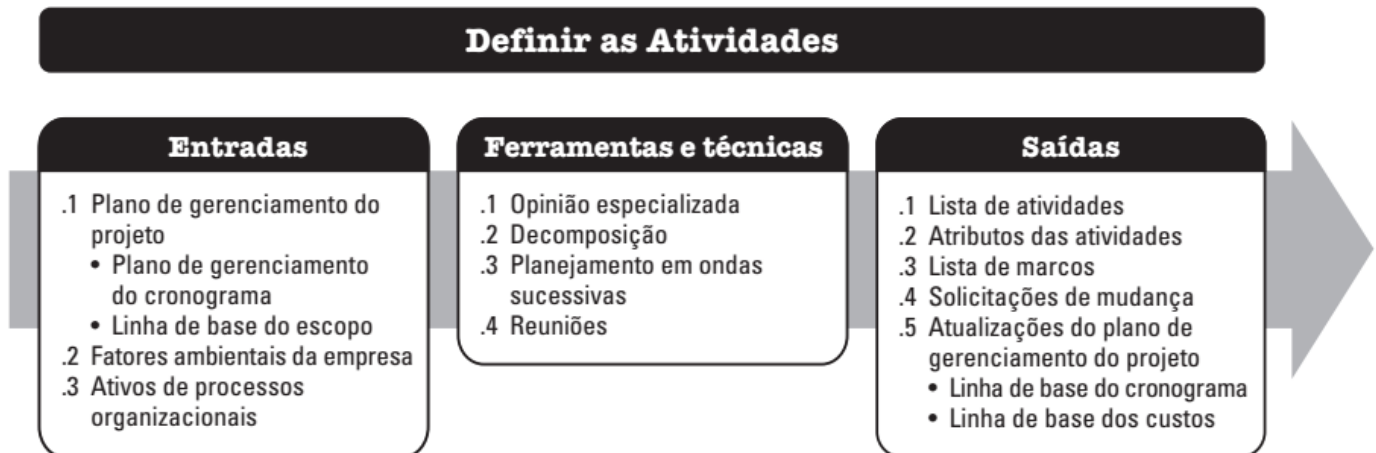 Definir as Atividades
Entradas
.1 Plano de gerenciamento do
projeto
• Plano de gerenciamento
do cronograma
• Linha de base do escopo
.2 Fatores ambientais da empresa
.3 Ativos de processos
organizacionais
Ferramentas e técnicas
.1 Opinião especializada
.2 Decomposição
.3 Planejamento em ondas
sucessivas
.4 Reuniões
Saídas
.1 Lista de atividades
.2 Atributos das atividades
.3 Lista de marcos
.4 Solicitações de mudança
.5 Atualizações do plano de
gerenciamento do projeto
• Linha de base do cronograma
• Linha de base dos custos